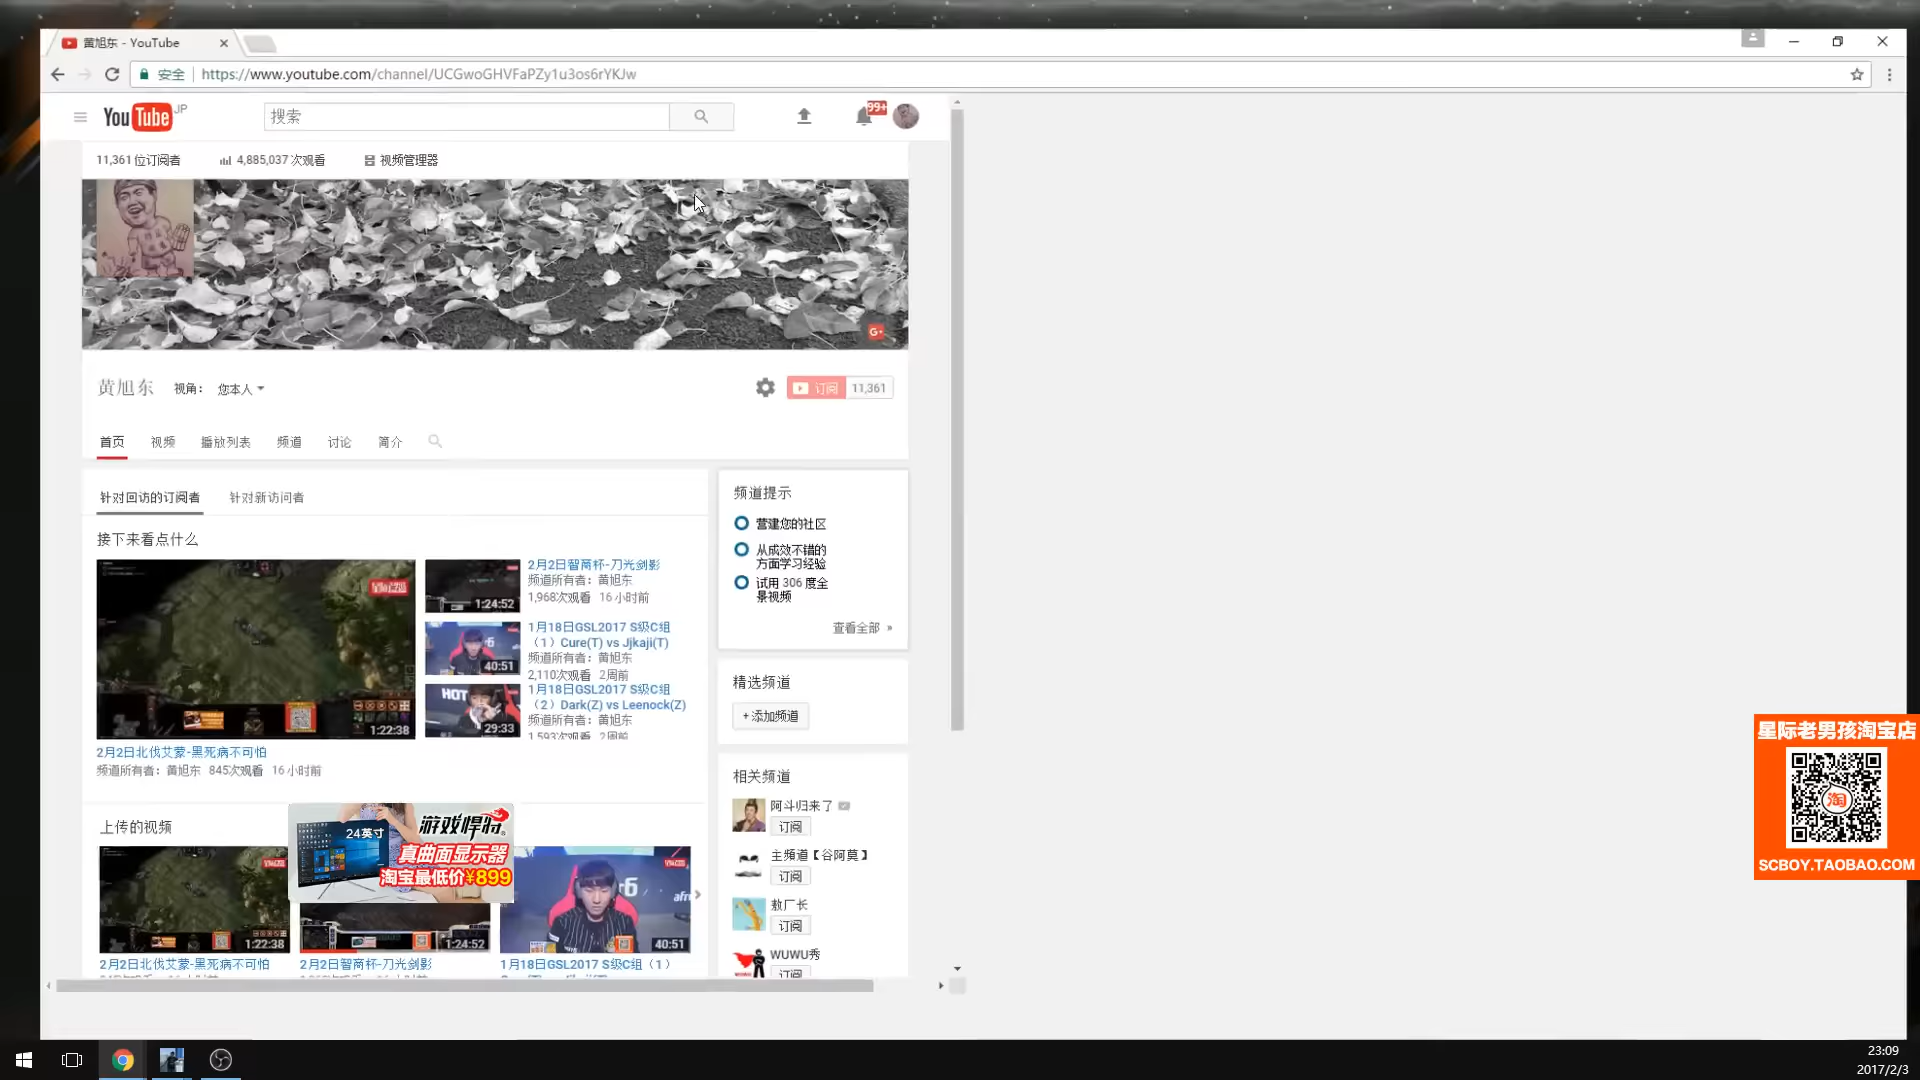 黄旭东 - YouTube
安全
https://www.youtube.com/channel/UCGwoGHVFaPZy1u3os6rYKJw
YouTube JP
搜索
99+
11,361 位订阅者
4,885,037 次观看
视频管理器
G+
黄旭东
视角：
您本人
订阅
11,361
首页
视频
播放列表
频道
讨论
简介
针对回访的订阅者
针对新访问者
接下来看点什么
1:22:38
2月2日北伐艾蒙-黑死病不可怕
频道所有者：黄旭东 845次观看 16 小时前
1:24:52
2月2日智商杯-刀光剑影
频道所有者：黄旭东
1,968次观看 16 小时前
40:51
1月18日GSL2017 S级C组
（1）Cure(T) vs Jjkaji(T)
频道所有者：黄旭东
2,110次观看 2周前
HOT
29:33
1月18日GSL2017 S级C组
（2）Dark(Z) vs Leenock(Z)
频道所有者：黄旭东
1,593次观看 2周前
频道提示
营建您的社区
从成效不错的
方面学习经验
试用 306 度全
景视频
查看全部 »
精选频道
+ 添加频道
相关频道
阿斗归来了
订阅
主頻道【谷阿莫】
订阅
敖厂长
订阅
WUWU秀
订阅
上传的视频
24英寸
游戏悍将
真曲面显示器
淘宝最低价¥899
1:22:38
2月2日北伐艾蒙-黑死病不可怕
1:24:52
2月2日智商杯-刀光剑影
40:51
1月18日GSL2017 S级C组（1）
星际老男孩淘宝店
淘
SCBOY.TAOBAO.COM
23:09
2017/2/3